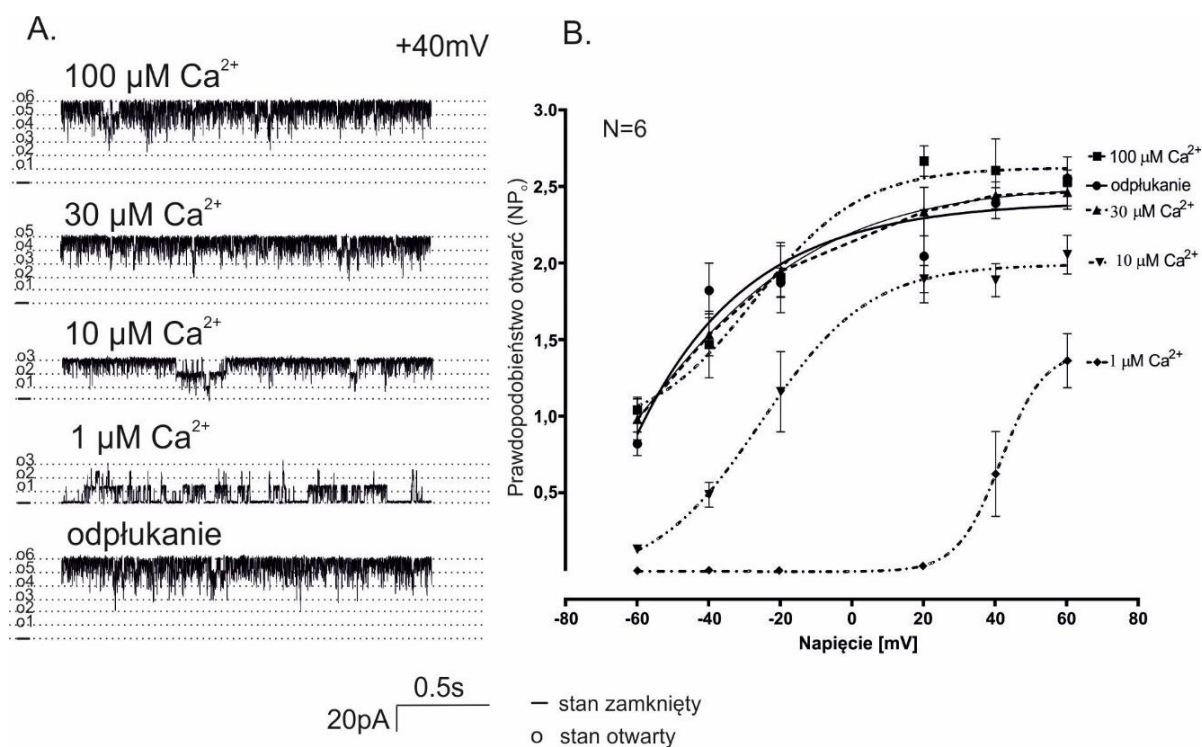 A.
+40mV
100 µM Ca²⁺
o6
o5
o4
o3
o2
o1
30 µM Ca²⁺
o5
o4
o3
o2
o1
10 µM Ca²⁺
o3
o2
o1
1 µM Ca²⁺
o3
o2
o1
odpłukanie
o6
o5
o4
o3
o2
o1
0.5s
20pA
— stan zamknięty
o stan otwarty
B.
N=6
Prawdopodobieństwo otwarć (NPₒ)
3.0
2.5
2.0
1.5
1.0
0.5
-80 -60 -40 -20 0 20 40 60 80
Napięcie [mV]
100 µM Ca²⁺
odpłukanie
30 µM Ca²⁺
10 µM Ca²⁺
1 µM Ca²⁺